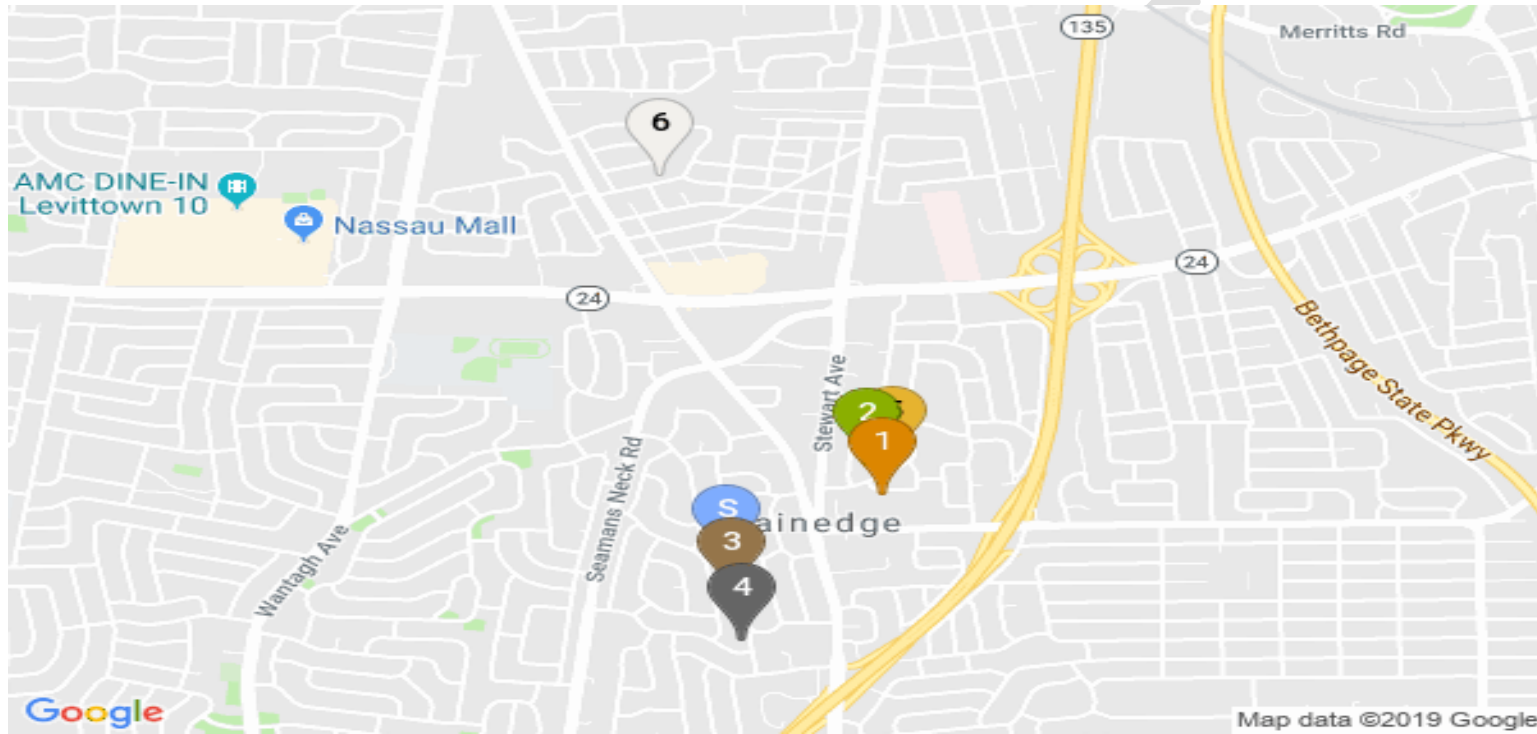 135
Merritts Rd
6
AMC DINE-IN
Levittown 10
Nassau Mall
24
24
Bethpage State Pkwy
Stewart Ave
2
1
Seamans Neck Rd
S
ainedge
3
Wantagh Ave
4
Google
Map data ©2019 Google